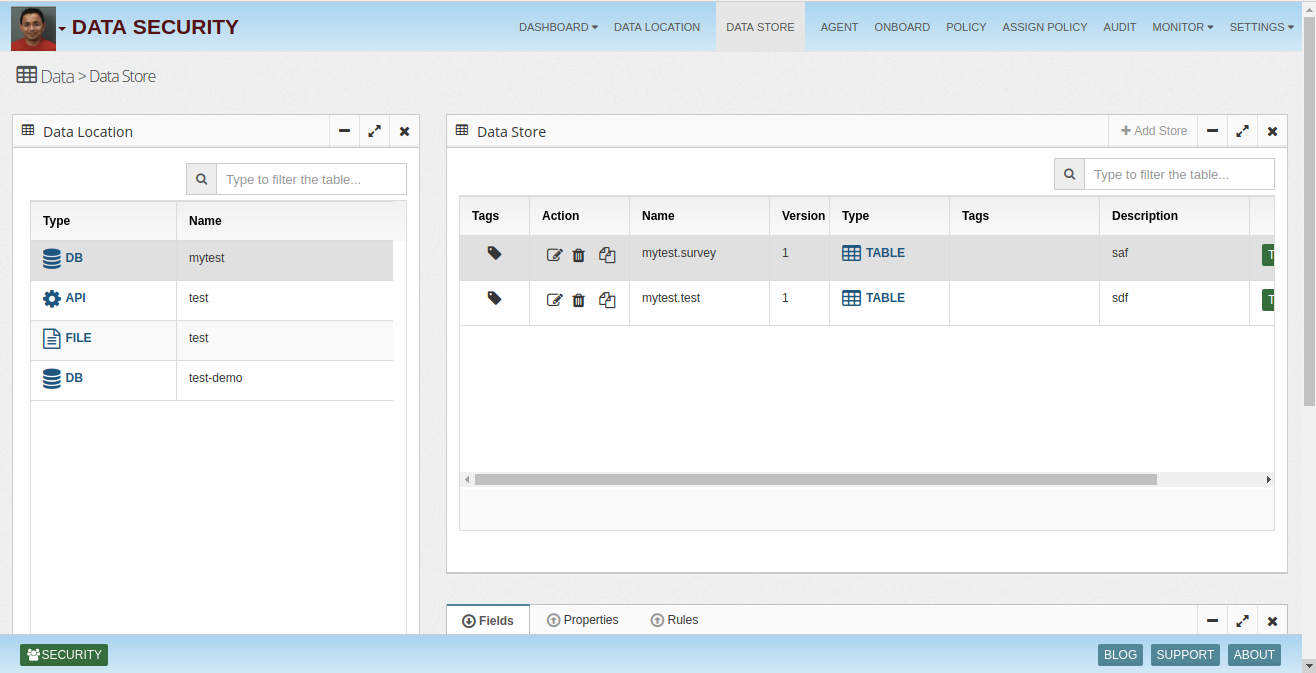 DATA SECURITY
DASHBOARD DATA LOCATION DATA STORE AGENT ONBOARD POLICY ASSIGN POLICY AUDIT MONITOR SETTINGS
Data > Data Store
Data Location
Type to filter the table...
Type Name
DB mytest
API test
FILE test
DB test-demo
Data Store
Add Store
Type to filter the table...
Tags Action Name Version Type Tags Description
mytest.survey 1 TABLE saf T
mytest.test 1 TABLE sdf T
Fields Properties Rules
SECURITY
BLOG SUPPORT ABOUT